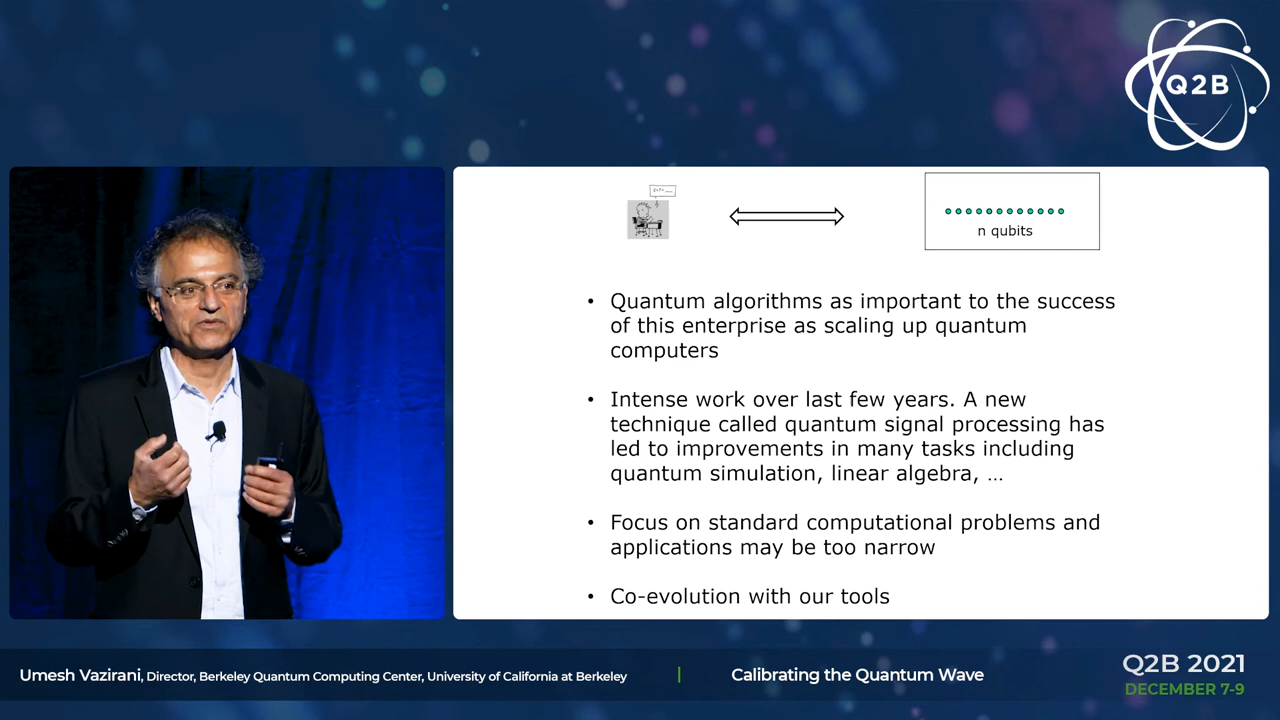 Q2B
n qubits
• Quantum algorithms as important to the success
of this enterprise as scaling up quantum
computers
• Intense work over last few years. A new
technique called quantum signal processing has
led to improvements in many tasks including
quantum simulation, linear algebra, …
• Focus on standard computational problems and
applications may be too narrow
• Co-evolution with our tools
Umesh Vazirani, Director, Berkeley Quantum Computing Center, University of California at Berkeley
Calibrating the Quantum Wave
Q2B 2021
DECEMBER 7-9